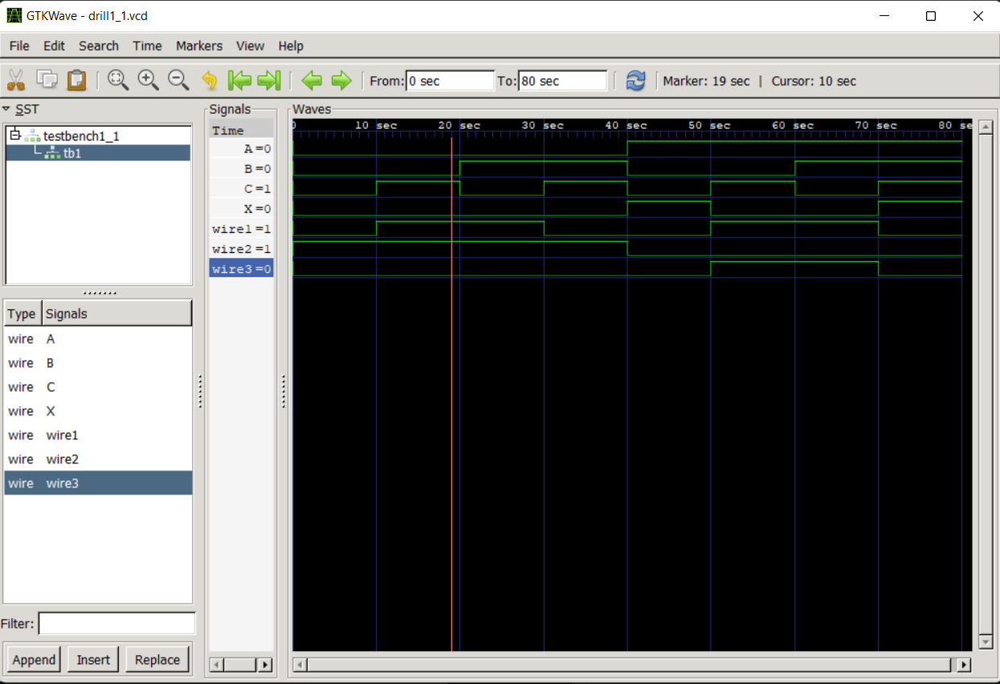 GTKWave - drill1_1.vcd
File Edit Search Time Markers View Help
From: 0 sec To: 80 sec Marker: 19 sec | Cursor: 10 sec
SST
testbench1_1
tb1
Type Signals
wire A
wire B
wire C
wire X
wire wire1
wire wire2
wire wire3
Filter:
Append Insert Replace
Signals
Time
A=0
B=0
C=1
X=0
wire1=1
wire2=1
wire3=0
Waves
0 10 sec 20 sec 30 sec 40 sec 50 sec 60 sec 70 sec 80 se